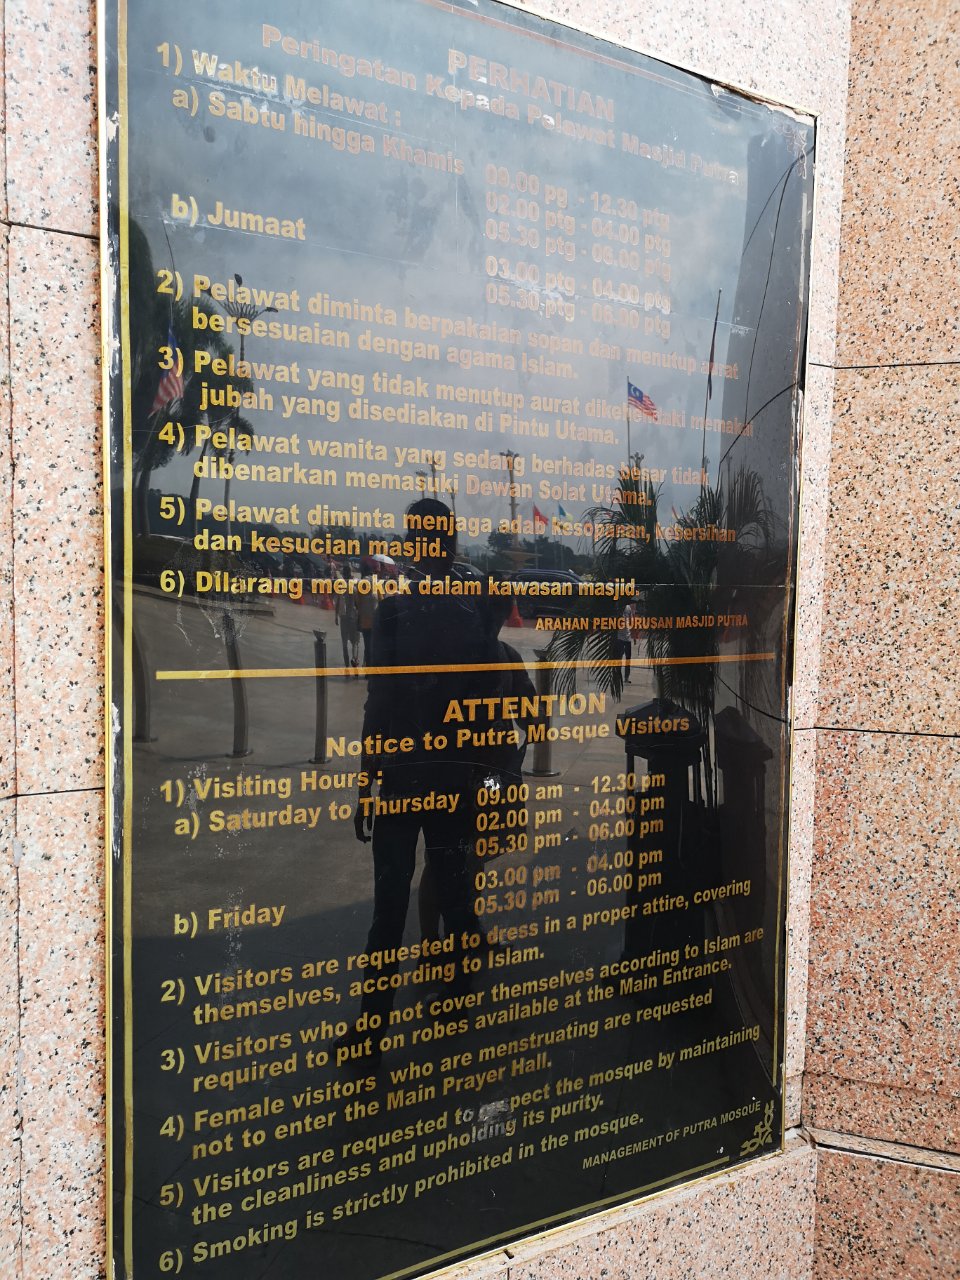 PERHATIAN
Peringatan Kepada Pelawat Masjid Putra
1) Waktu Melawat :
a) Sabtu hingga Khamis
09.00 pg - 12.30 ptg
02.00 ptg - 04.00 ptg
05.30 ptg - 06.00 ptg
b) Jumaat
03.00 ptg - 04.00 ptg
05.30 ptg - 06.00 ptg
2) Pelawat diminta berpakaian sopan dan menutup aurat
bersesuaian dengan agama Islam.
3) Pelawat yang tidak menutup aurat dikehendaki memakai
jubah yang disediakan di Pintu Utama.
4) Pelawat wanita yang sedang berhadas besar tidak
dibenarkan memasuki Dewan Solat Utama.
5) Pelawat diminta menjaga adab kesopanan, kebersihan
dan kesucian masjid.
6) Dilarang merokok dalam kawasan masjid.
ARAHAN PENGURUSAN MASJID PUTRA
ATTENTION
Notice to Putra Mosque Visitors
1) Visiting Hours :
a) Saturday to Thursday
09.00 am - 12.30 pm
02.00 pm - 04.00 pm
05.30 pm - 06.00 pm
b) Friday
03.00 pm - 04.00 pm
05.30 pm - 06.00 pm
2) Visitors are requested to dress in a proper attire, covering
themselves, according to Islam.
3) Visitors who do not cover themselves according to Islam are
required to put on robes available at the Main Entrance.
4) Female visitors who are menstruating are requested
not to enter the Main Prayer Hall.
5) Visitors are requested to respect the mosque by maintaining
the cleanliness and upholding its purity.
6) Smoking is strictly prohibited in the mosque.
MANAGEMENT OF PUTRA MOSQUE